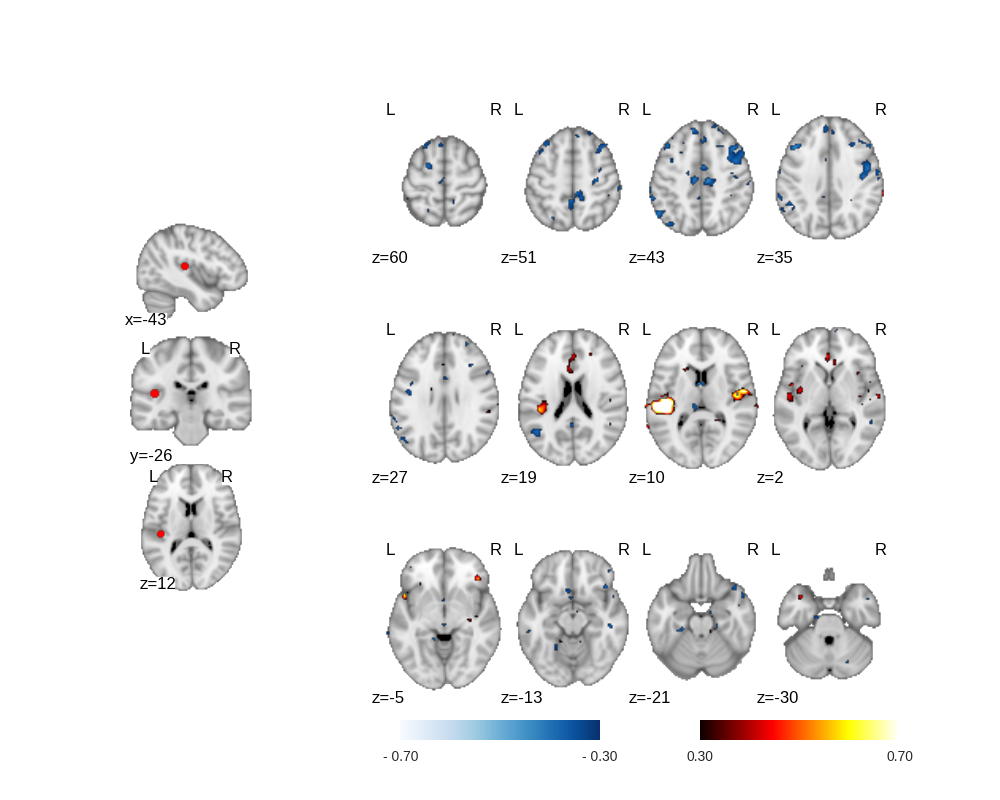 L R L R L R L R
z=60 z=51 z=43 z=35
x=-43
L R L R L R L R
L R
y=-26
z=27 z=19 z=10 z=2
L R
z=12
L R L R L R L R
z=-5 z=-13 z=-21 z=-30
- 0.70 - 0.30 0.30 0.70